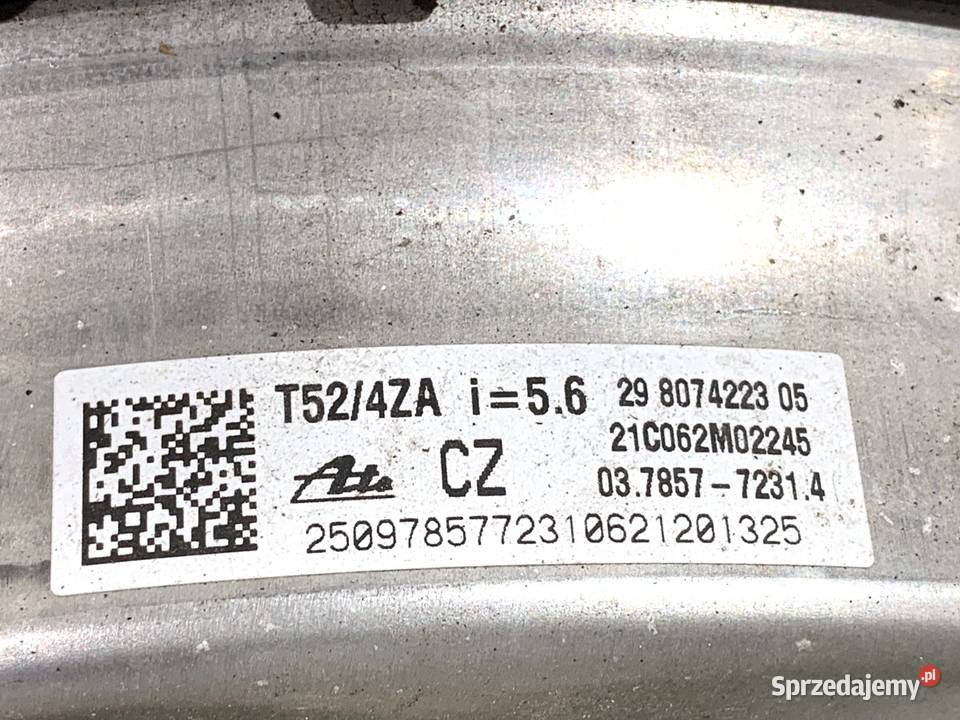 T52/4ZA i=5.6
29 8074223 05
21C062M02245
Ate CZ
03.7857-7231.4
2509785772310621201325
Sprzedajemy.pl